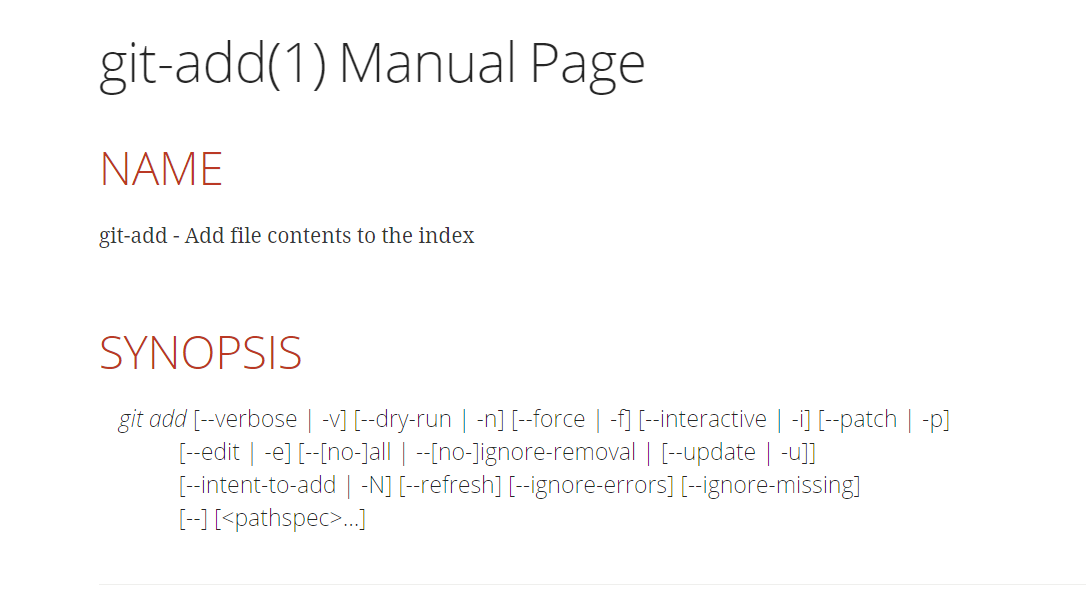 git-add(1) Manual Page
NAME
git-add - Add file contents to the index
SYNOPSIS
git add [--verbose | -v] [--dry-run | -n] [--force | -f] [--interactive | -i] [--patch | -p]
[--edit | -e] [--[no-]all | --[no-]ignore-removal | [--update | -u]]
[--intent-to-add | -N] [--refresh] [--ignore-errors] [--ignore-missing]
[--] [<pathspec>…]